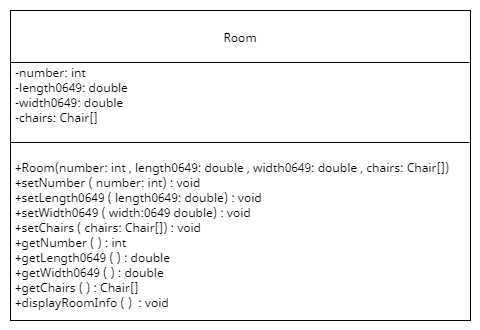 Room
-number: int
-length0649: double
-width0649: double
-chairs: Chair[]
+Room(number: int , length0649: double , width0649: double , chairs: Chair[])
+setNumber ( number: int) : void
+setLength0649 ( length0649: double) : void
+setWidth0649 ( width:0649 double) : void
+setChairs ( chairs: Chair[]) : void
+getNumber ( ) : int
+getLength0649 ( ) : double
+getWidth0649 ( ) : double
+getChairs ( ) : Chair[]
+displayRoomInfo ( )  : void